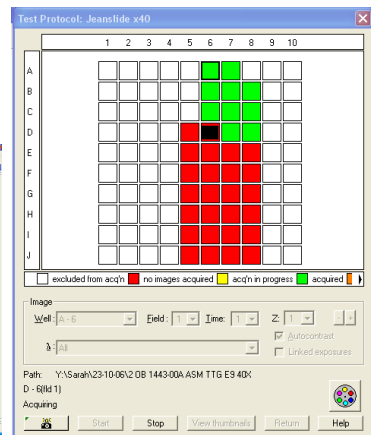 Test Protocol: Jeanslide x40
1 2 3 4 5 6 7 8 9 10
A
B
C
D
E
F
G
H
I
J
excluded from acq'n no images acquired acq'n in progress acquired
Image
Well: A - 6 Field: 1 Time: 1 Z: 1
Autocontrast
λ: All
Linked exposures
Path: Y:\Sarah\23-10-06\2 OB 1443-00A ASM TTG E9 40X
D - 6(fld 1)
Acquiring
Start Stop View thumbnails Return Help